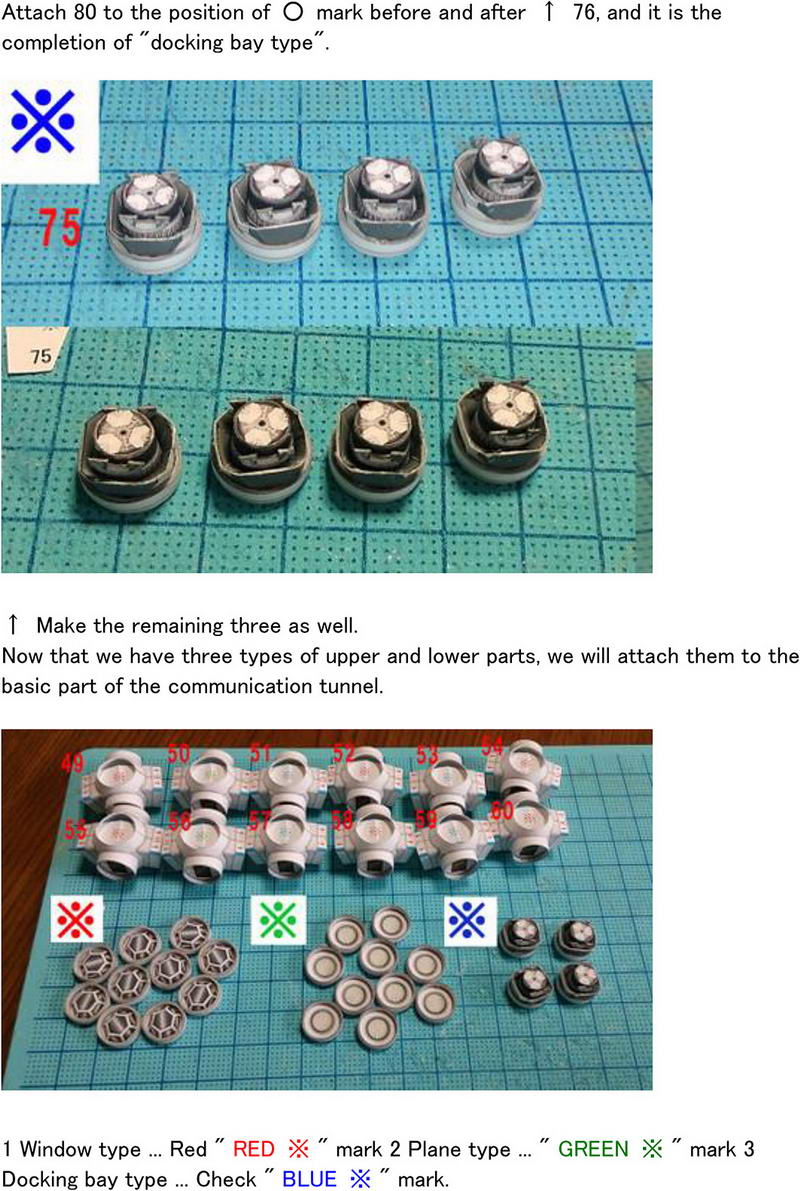 Attach 80 to the position of ○ mark before and after ↑ 76, and it is the
completion of "docking bay type".
※
75
75
↑ Make the remaining three as well.
Now that we have three types of upper and lower parts, we will attach them to the
basic part of the communication tunnel.
49 50 51 52 53 54
55 56 57 58 59 60
※ ※ ※
1 Window type ... Red " RED ※ " mark 2 Plane type ... " GREEN ※ " mark 3
Docking bay type ... Check " BLUE ※ " mark.